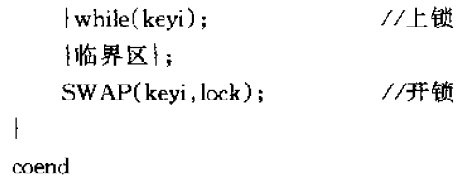 }while(keyi); //上锁
{临界区};
SWAP(keyi,lock); //开锁
}
coend